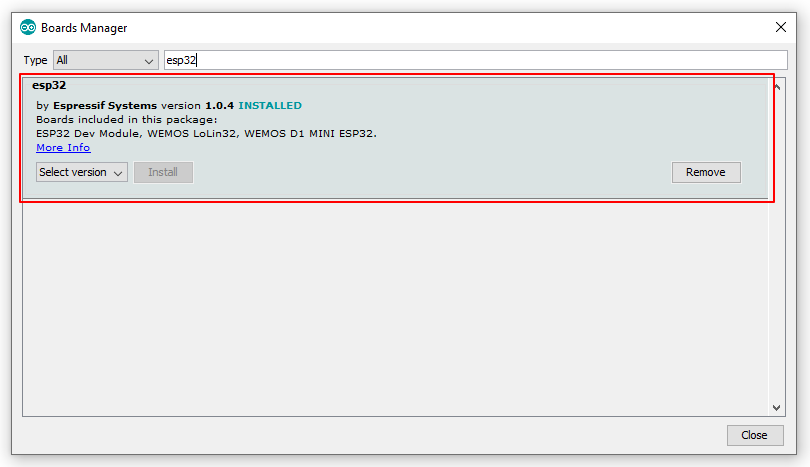 Boards Manager
Type All esp32
esp32
by Espressif Systems version 1.0.4 INSTALLED
Boards included in this package:
ESP32 Dev Module, WEMOS LoLin32, WEMOS D1 MINI ESP32.
More Info
Select version Install Remove
Close